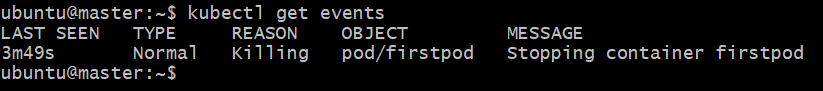 ubuntu@master:~$ kubectl get events
LAST SEEN   TYPE     REASON    OBJECT         MESSAGE
3m49s       Normal   Killing   pod/firstpod   Stopping container firstpod
ubuntu@master:~$